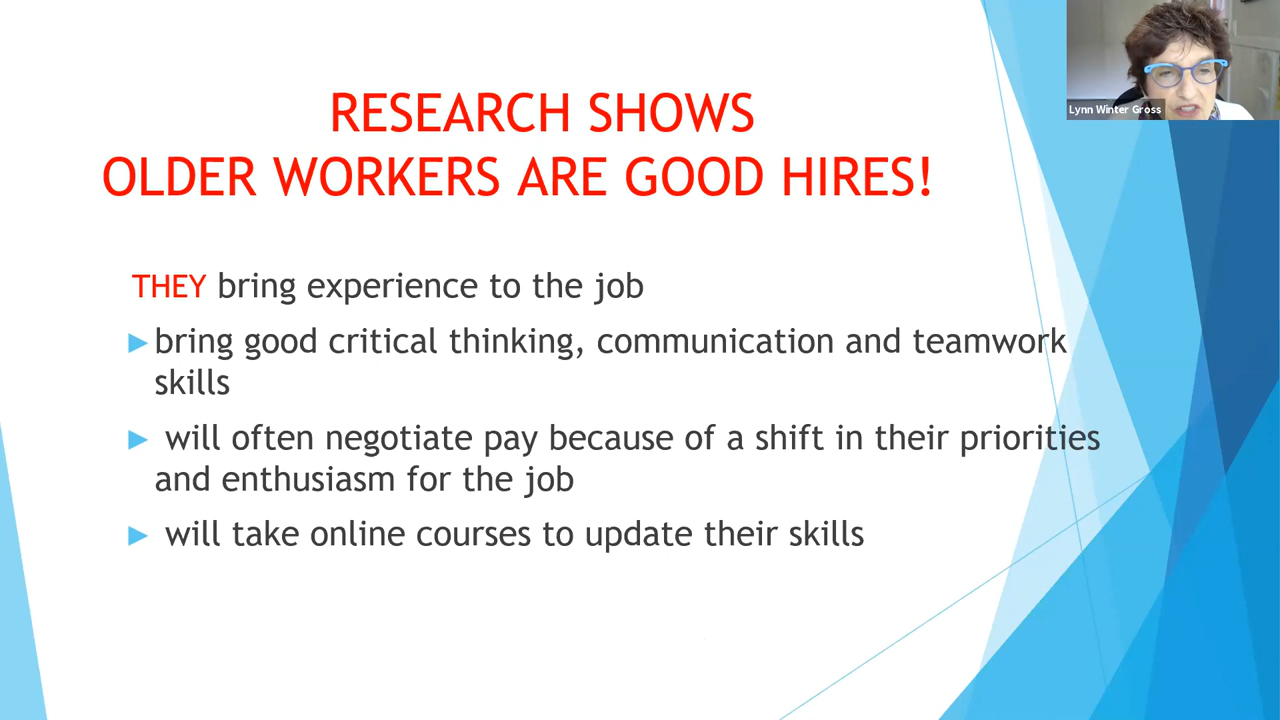 Lynn Winter Gross
RESEARCH SHOWS
OLDER WORKERS ARE GOOD HIRES!
THEY bring experience to the job
bring good critical thinking, communication and teamwork
skills
will often negotiate pay because of a shift in their priorities
and enthusiasm for the job
will take online courses to update their skills